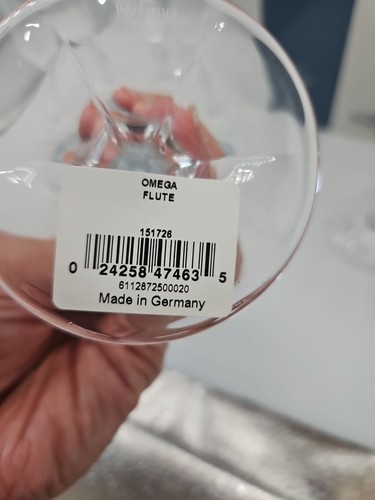 OMEGA
FLUTE
151726
0 24258 47463 5
6112872500020
Made in Germany